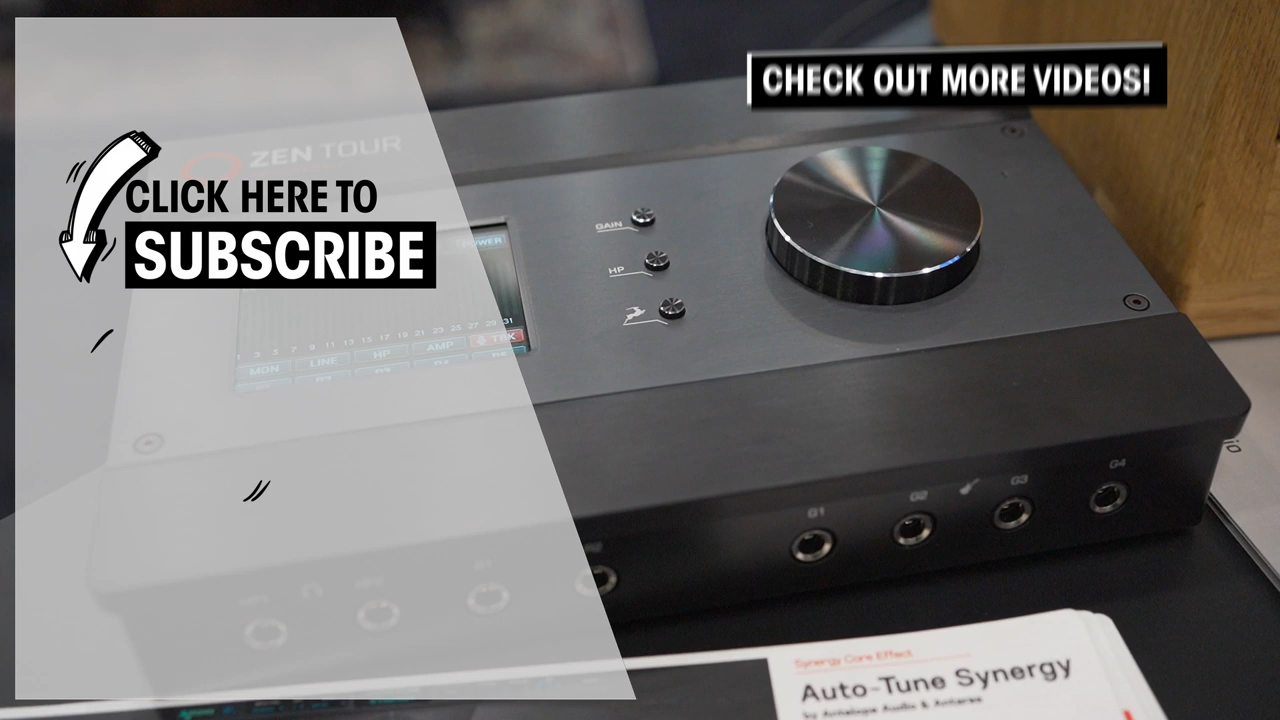 CHECK OUT MORE VIDEOS!
ZEN TOUR
CLICK HERE TO
SUBSCRIBE
GAIN
HP
1 3 5 7 9 11 13 15 17 19 21 23 25 27 29 31
MON LINE HP AMP
G1 G2 G3 G4
Synergy Core Effect
Auto-Tune Synergy
by Antelope Audio & Antares